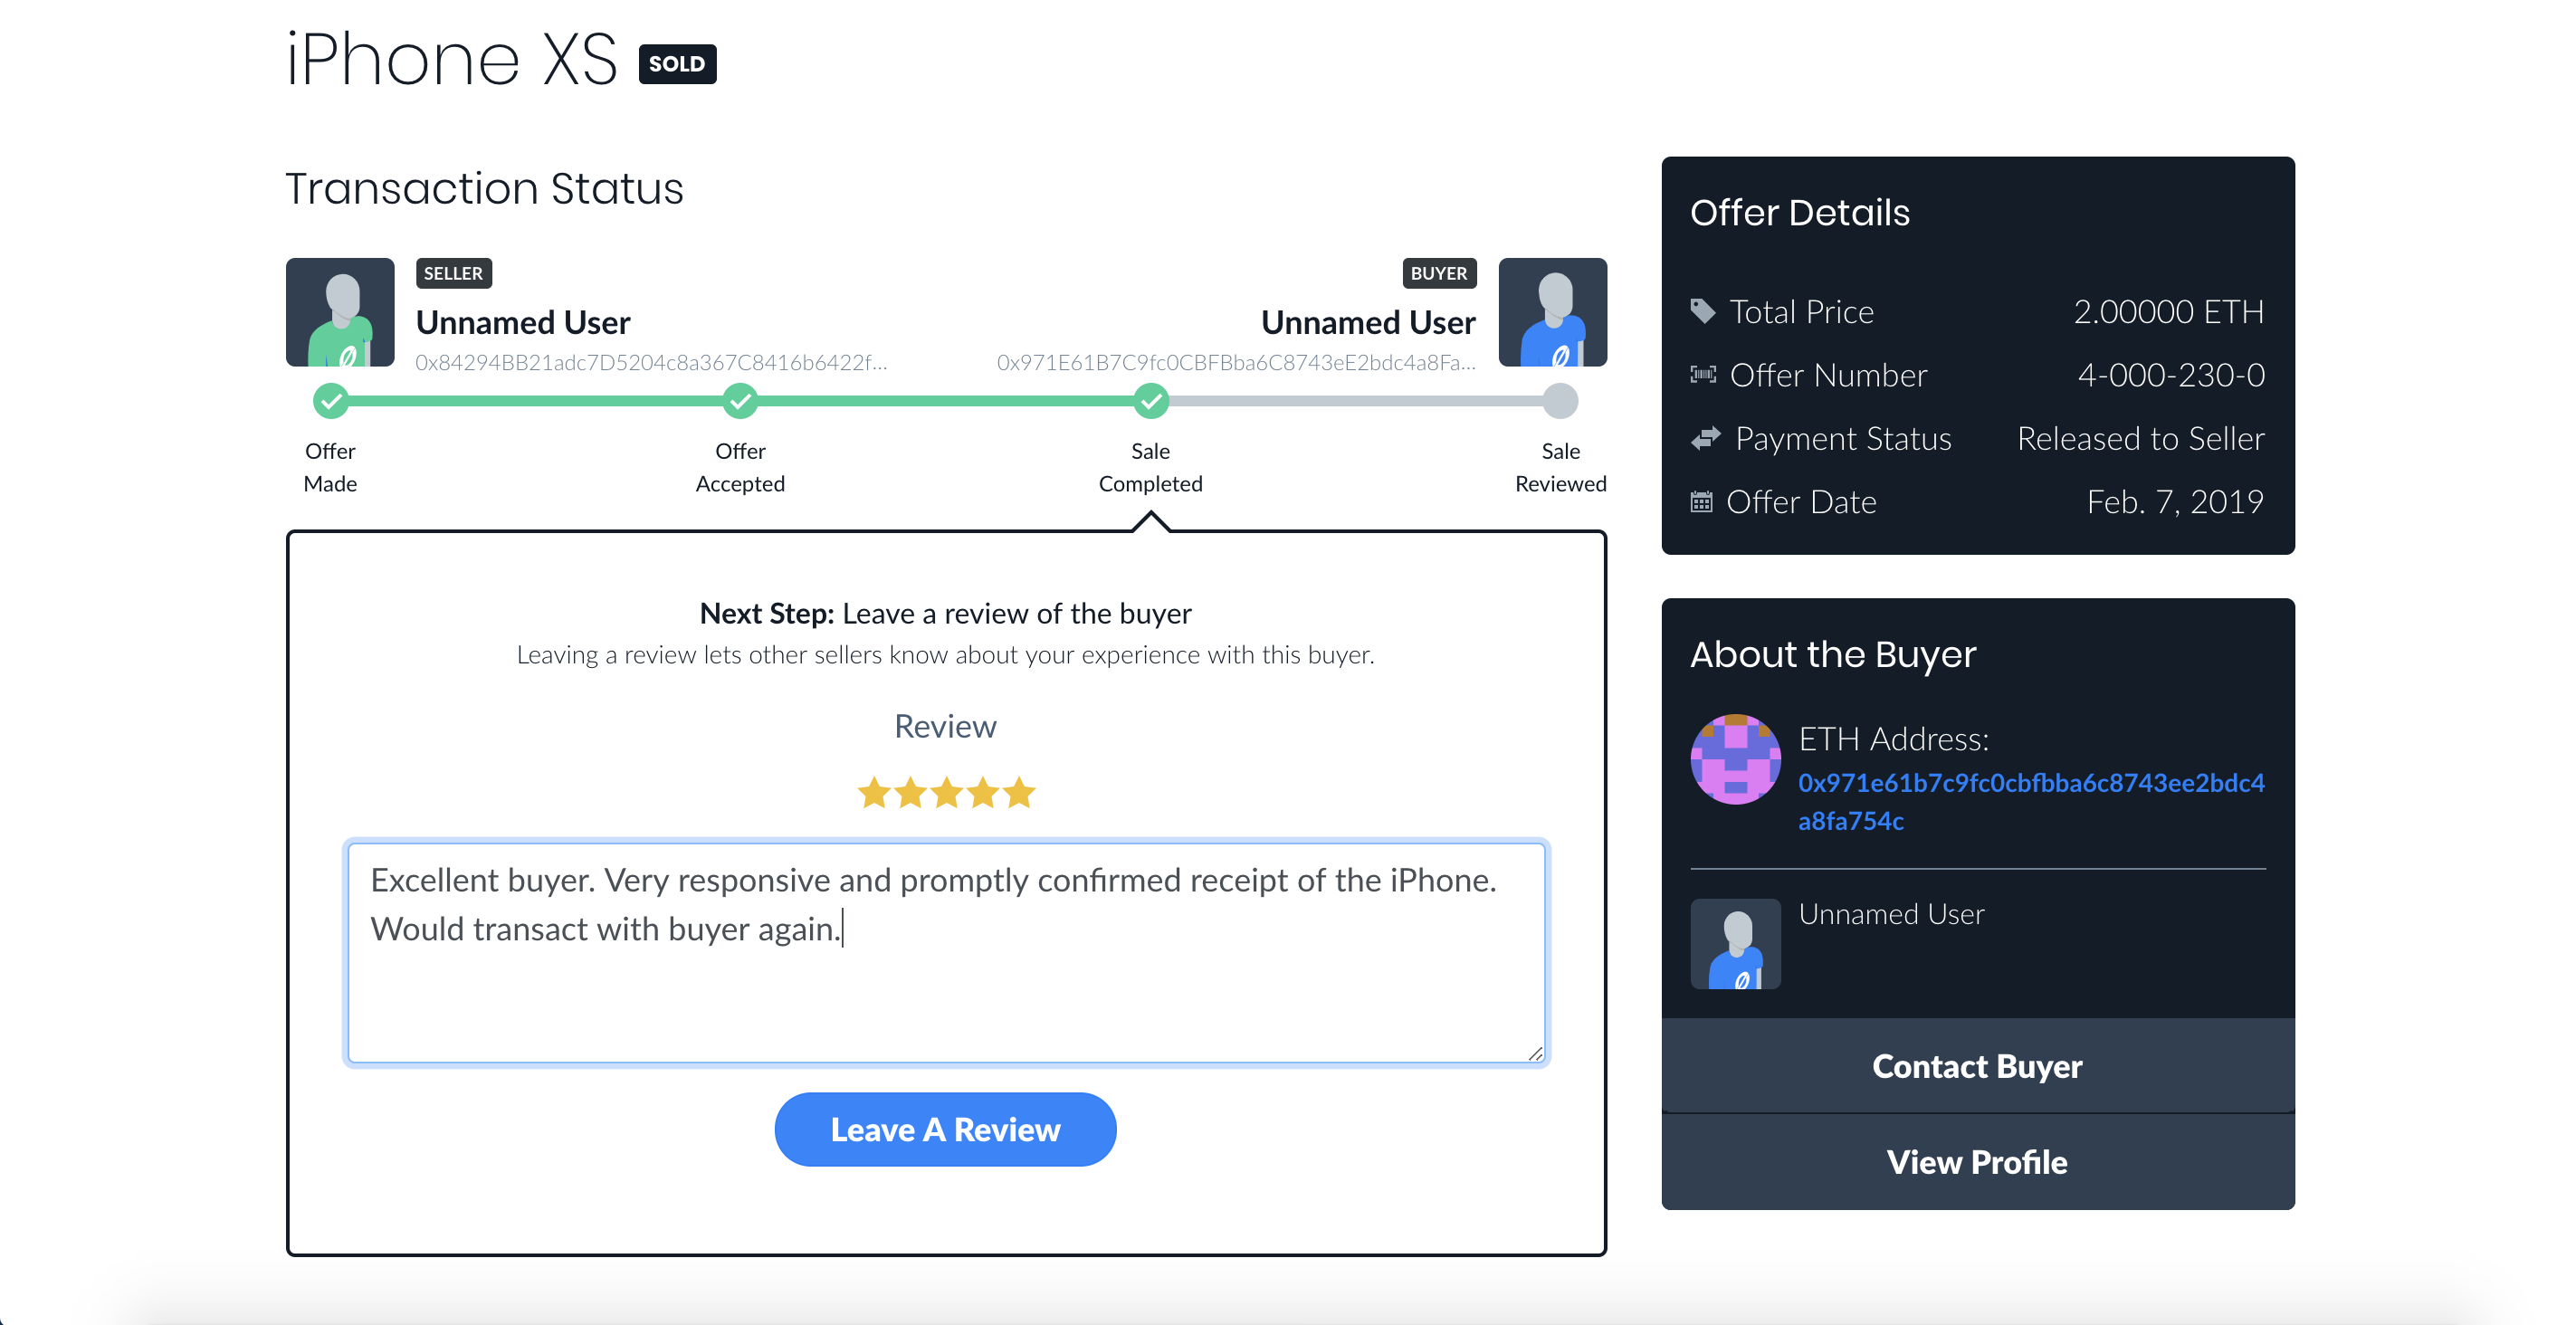 iPhone XS SOLD
Transaction Status
SELLER
Unnamed User
0x84294BB21adc7D5204c8a367C8416b6422f...
BUYER
Unnamed User
0x971E61B7C9fc0CBFBba6C8743eE2bdc4a8Fa...
Offer
Made
Offer
Accepted
Sale
Completed
Sale
Reviewed
Next Step: Leave a review of the buyer
Leaving a review lets other sellers know about your experience with this buyer.
Review
Excellent buyer. Very responsive and promptly confirmed receipt of the iPhone.
Would transact with buyer again.
Leave A Review
Offer Details
Total Price 2.00000 ETH
Offer Number 4-000-230-0
Payment Status Released to Seller
Offer Date Feb. 7, 2019
About the Buyer
ETH Address:
0x971e61b7c9fc0cbfbba6c8743ee2bdc4
a8fa754c
Unnamed User
Contact Buyer
View Profile